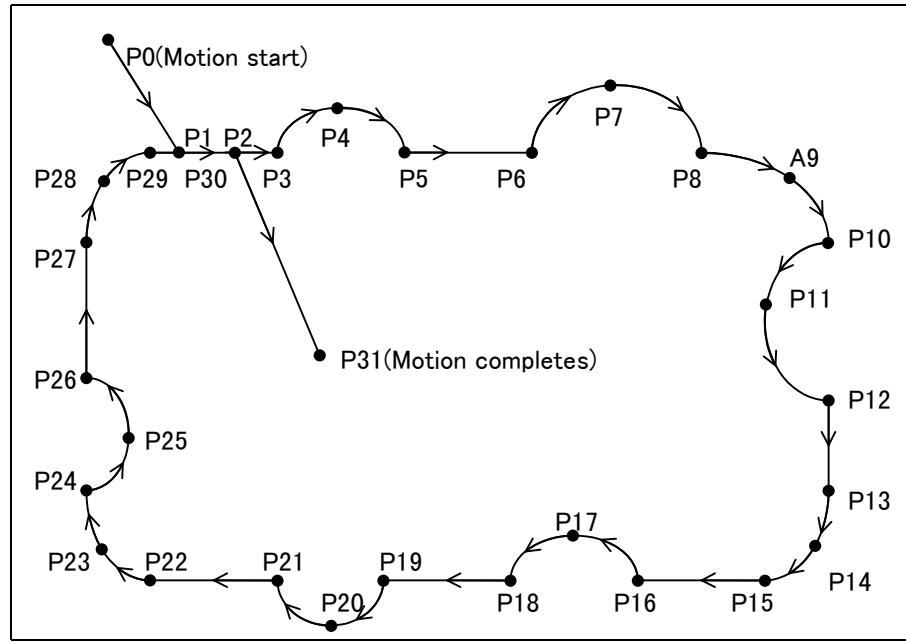 P0(Motion start)
P1
P2
P4
P7
P28
P29
P30
P3
P5
P6
P8
A9
P27
P10
P11
P31(Motion completes)
P26
P12
P25
P24
P13
P17
P23
P22
P21
P19
P14
P20
P18
P16
P15